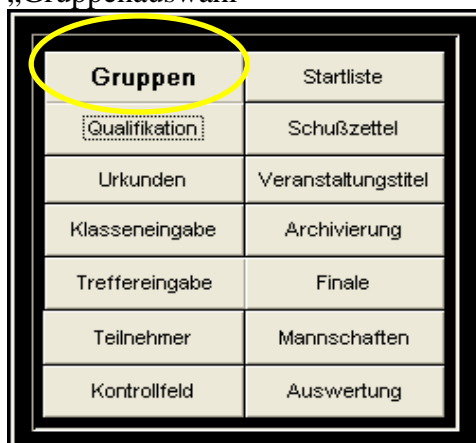 „Gruppenauswahl“
Gruppen Startliste
Qualifikation Schußzettel
Urkunden Veranstaltungstitel
Klasseneingabe Archivierung
Treffereingabe Finale
Teilnehmer Mannschaften
Kontrollfeld Auswertung